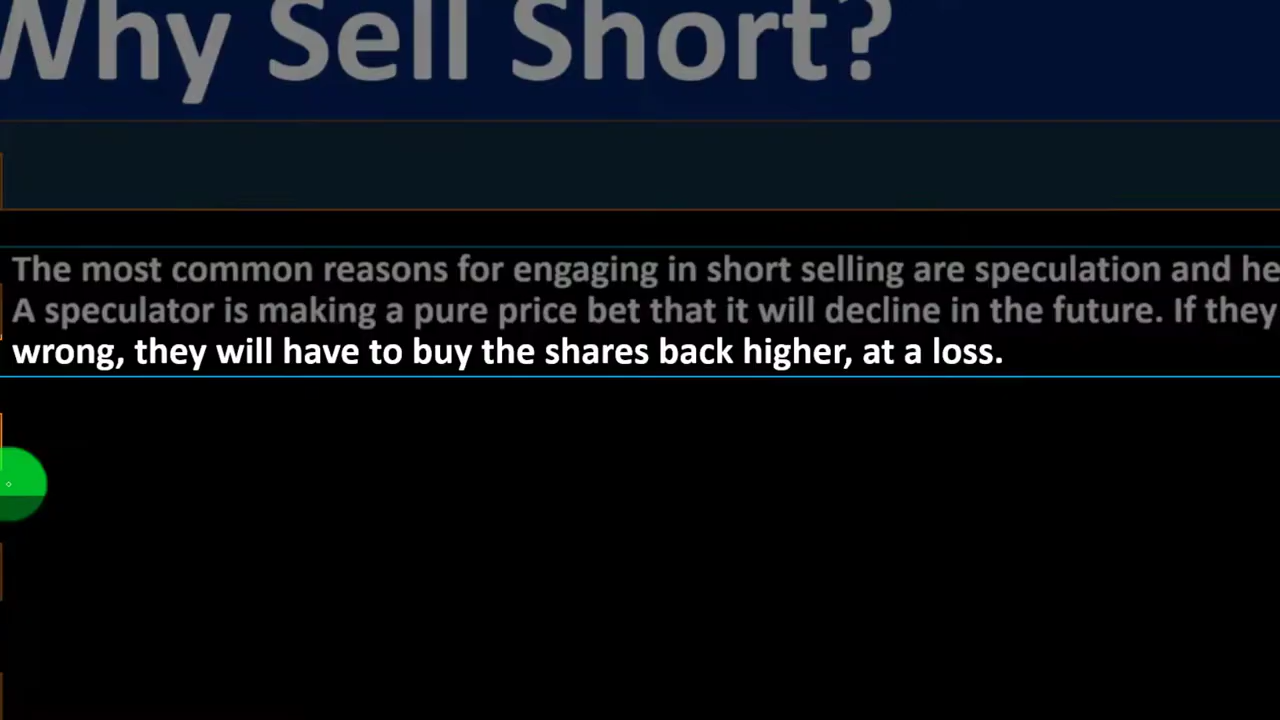 Why Sell Short?
The most common reasons for engaging in short selling are speculation and he
A speculator is making a pure price bet that it will decline in the future. If they
wrong, they will have to buy the shares back higher, at a loss.